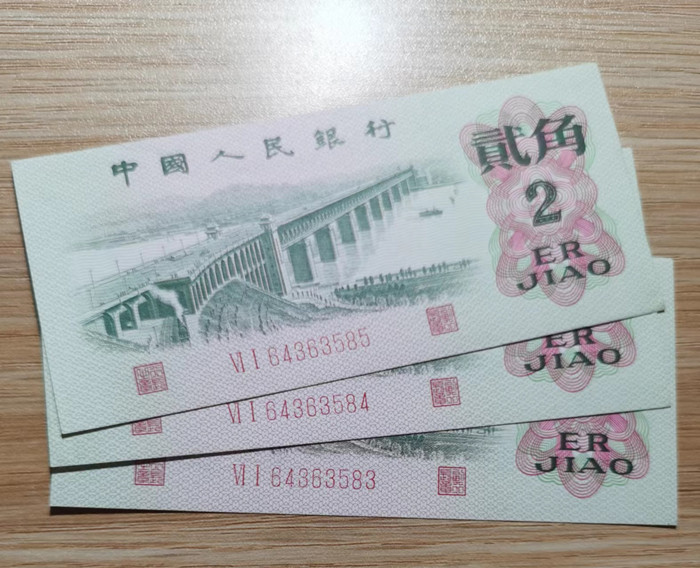 中國人民銀行
貳角
2
ER
JIAO
Ⅵ Ⅰ 64363585
ER
JIAO
Ⅵ Ⅰ 64363584
ER
JIAO
Ⅵ Ⅰ 64363583